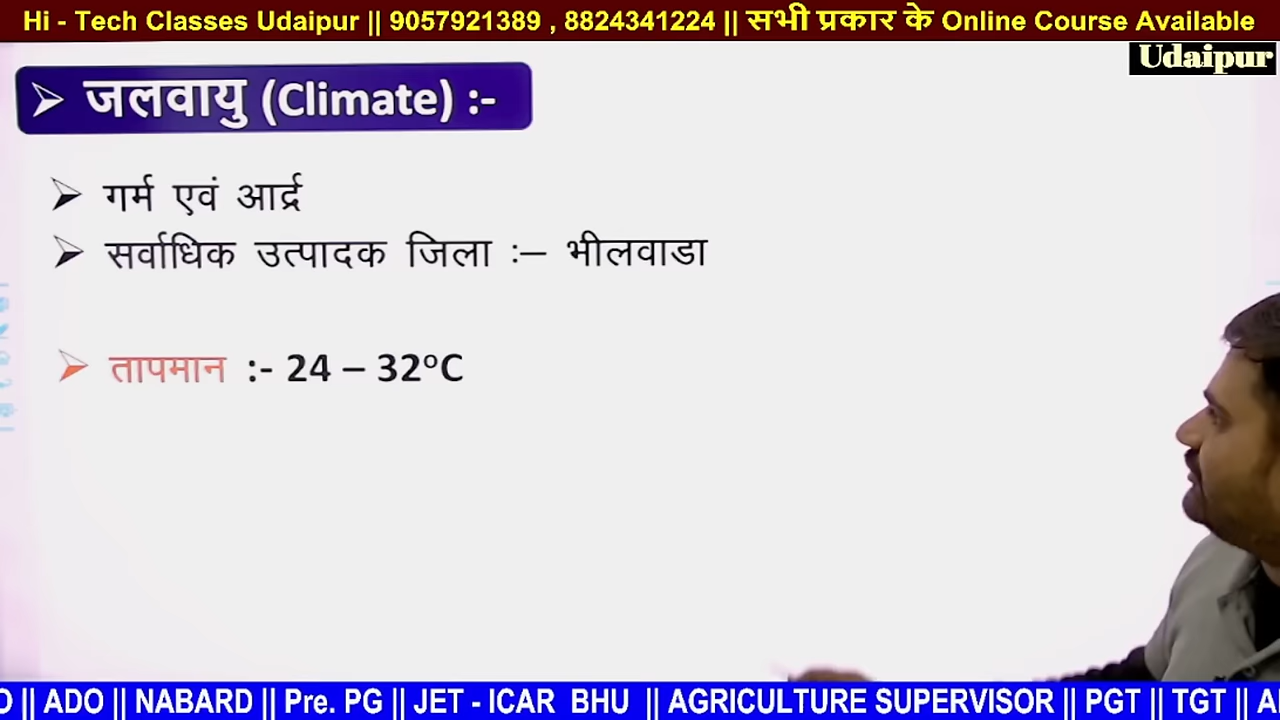 Hi - Tech Classes Udaipur || 9057921389 , 8824341224 || सभी प्रकार के Online Course Available
Udaipur
➢ जलवायु (Climate) :-
➢ गर्म एवं आर्द्र
➢ सर्वाधिक उत्पादक जिला :– भीलवाडा
➢ तापमान :- 24 – 32°C
|| ADO || NABARD || Pre. PG || JET - ICAR BHU || AGRICULTURE SUPERVISOR || PGT || TGT ||